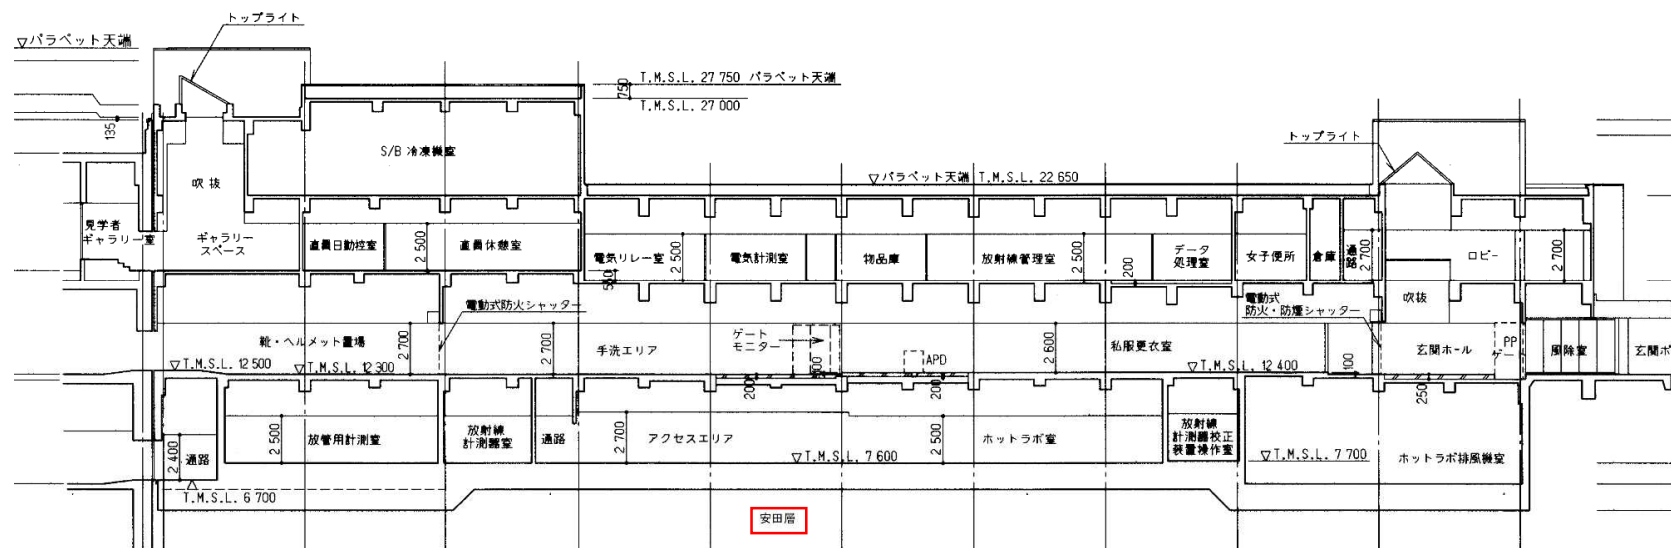 トップライト
▽パラペット天端
T.M.S.L. 27 750 パラペット天端
750
T.M.S.L. 27 000
135
S/B 冷凍機室
トップライト
吹抜
▽パラペット天端 T.M.S.L. 22 650
見学者
ギャラリー室
ギャラリー
スペース
直員日勤控室
2 500
直員休憩室
電気リレー室
2 500
電気計測室
物品庫
放射線管理室
2 500
データ
処理室
女子便所
倉庫
通路
2 700
ロビー
2 700
200
電動式防火シャッター
電動式
防火・防煙シャッター
吹抜
靴・ヘルメット置場
2 700
2 700
手洗エリア
ゲート
モニター
APD
2 600
私服更衣室
玄関ホール
PP
ゲート
風除室
▽T.M.S.L. 12 500
▽T.M.S.L. 12 300
▽T.M.S.L. 12 400
100
200
200
250
2 400
通路
2 500
放管用計測室
放射線
計測器室
通路
2 700
アクセスエリア
2 500
ホットラボ室
放射線
計測器校正
装置操作室
▽T.M.S.L. 7 600
▽T.M.S.L. 7 700
ホットラボ排風機室
T.M.S.L. 6 700
安田層